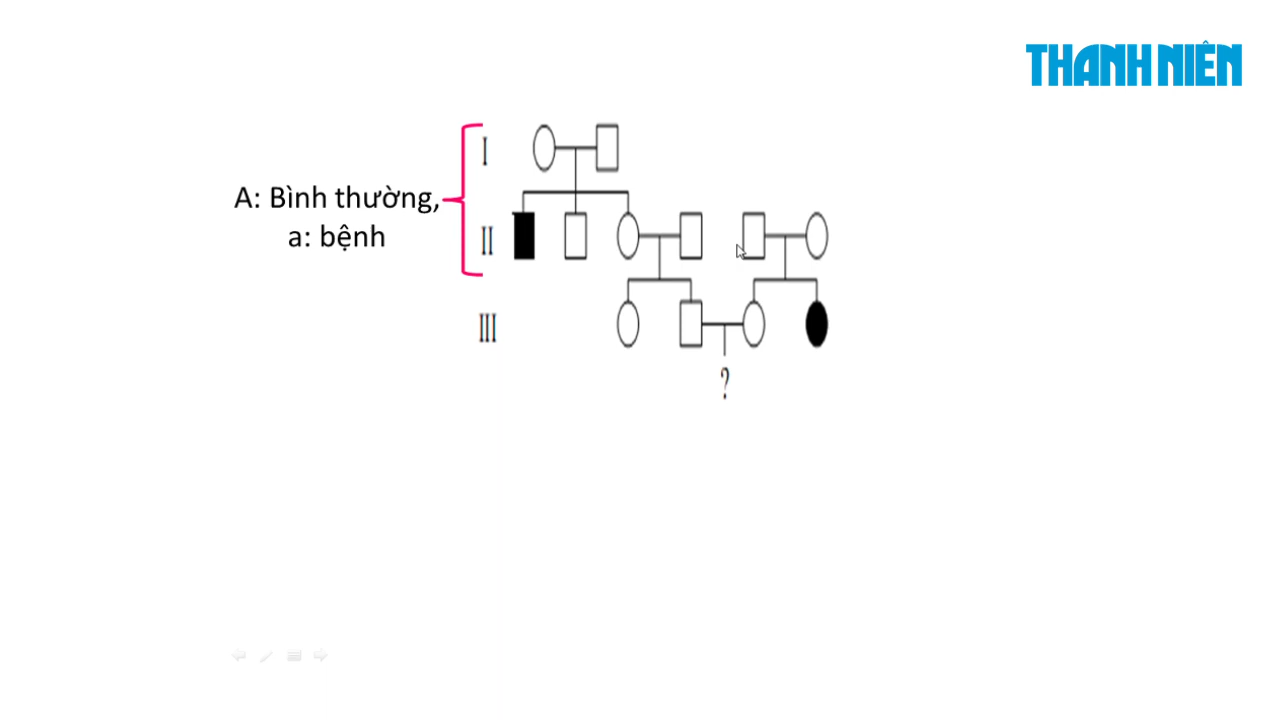 THANH NIÊN
I
A: Bình thường,
a: bệnh
II
III
?